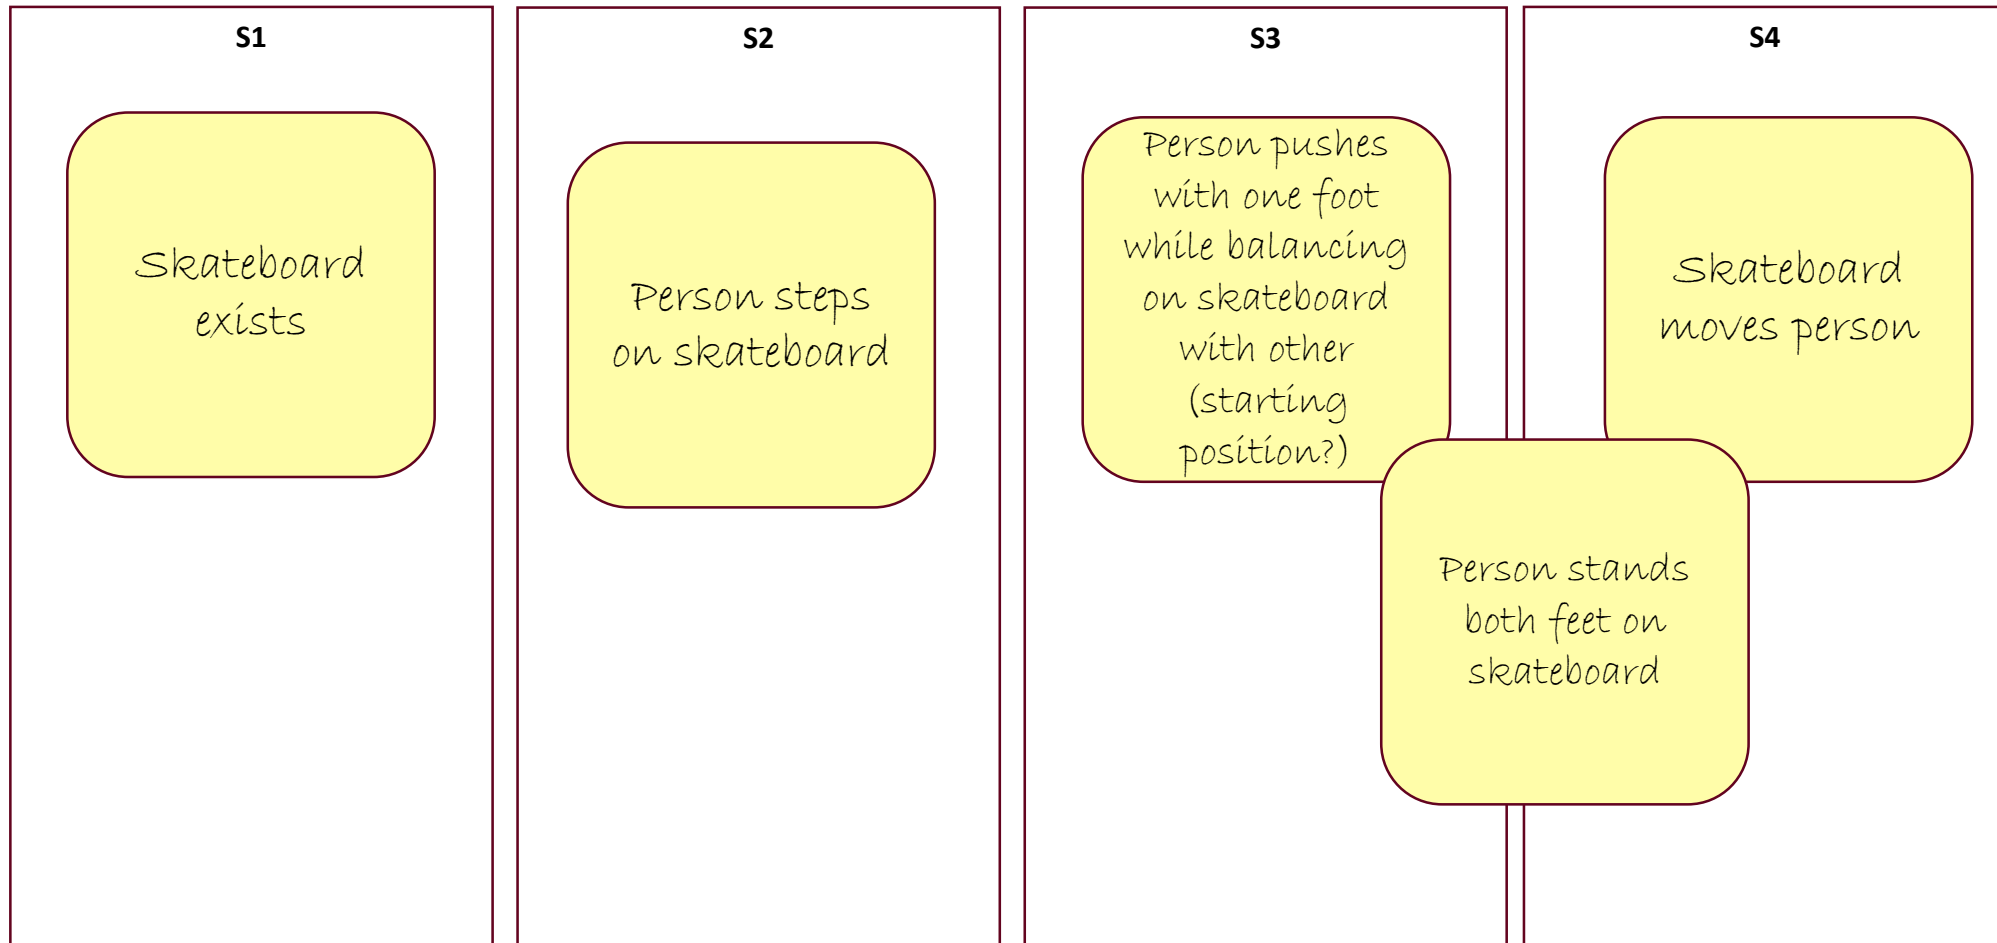 S1
Skateboard
exists
S2
Person steps
on skateboard
S3
Person pushes
with one foot
while balancing
on skateboard
with other
(starting
position?)
S4
Skateboard
moves person
Person stands
both feet on
skateboard